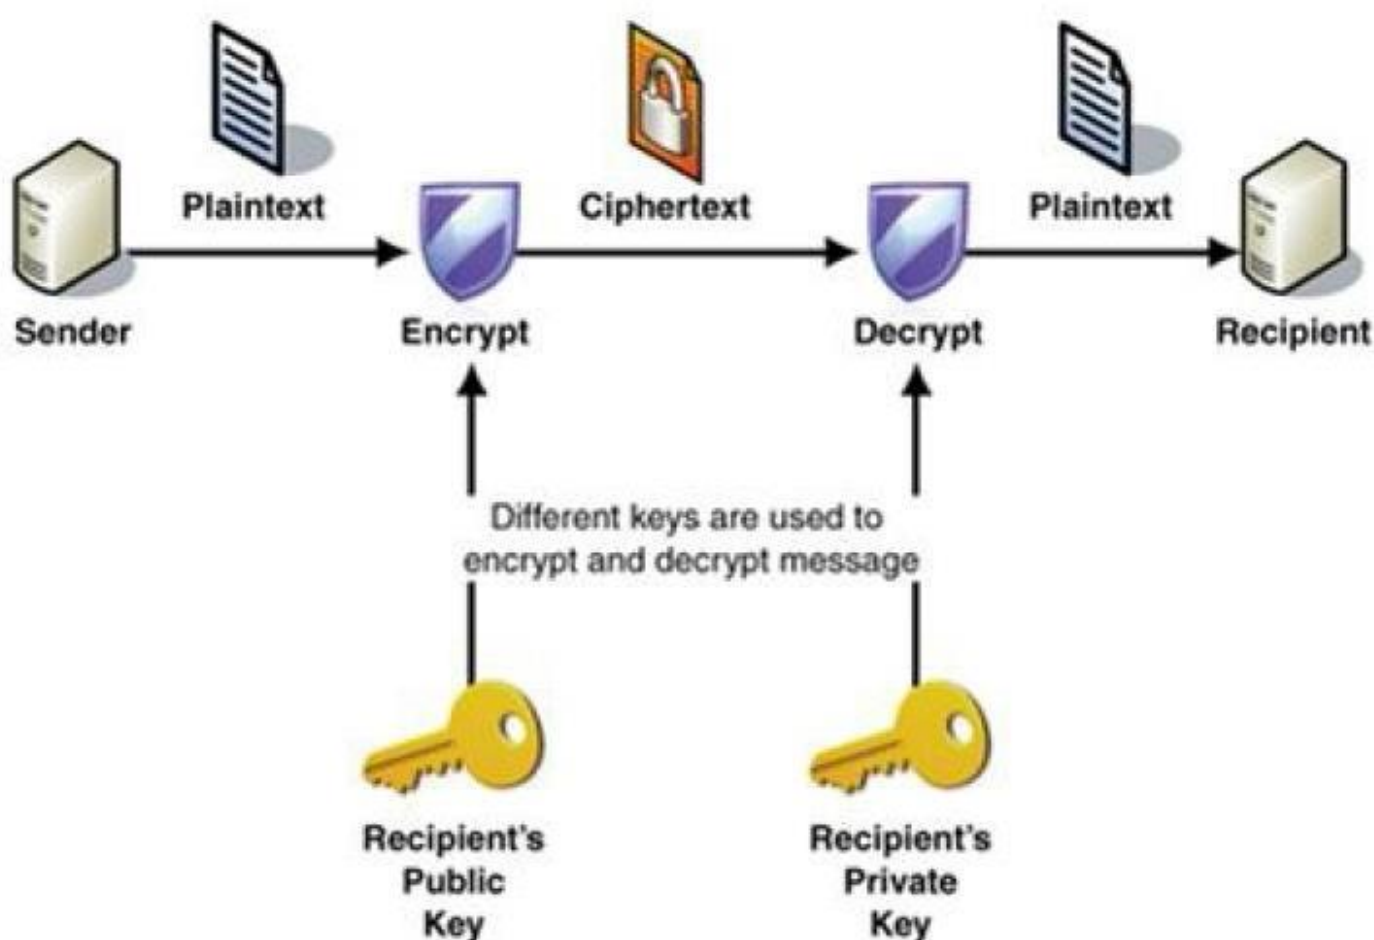 Plaintext
Ciphertext
Plaintext
Sender
Encrypt
Decrypt
Recipient
Different keys are used to
encrypt and decrypt message
Recipient's
Public
Key
Recipient's
Private
Key